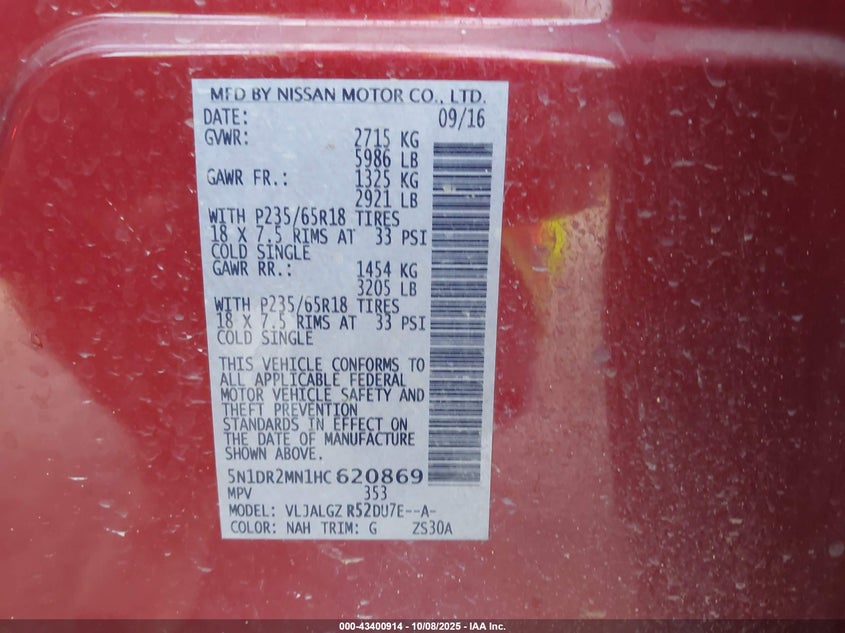 MFD BY NISSAN MOTOR CO., LTD.
DATE: 09/16
GVWR: 2715 KG
5986 LB
GAWR FR.: 1325 KG
2921 LB
WITH P235/65R18 TIRES
18 X 7.5 RIMS AT 33 PSI
COLD SINGLE
GAWR RR.: 1454 KG
3205 LB
WITH P235/65R18 TIRES
18 X 7.5 RIMS AT 33 PSI
COLD SINGLE
THIS VEHICLE CONFORMS TO
ALL APPLICABLE FEDERAL
MOTOR VEHICLE SAFETY AND
THEFT PREVENTION
STANDARDS IN EFFECT ON
THE DATE OF MANUFACTURE
SHOWN ABOVE.
5N1DR2MN1HC620869
MPV 353
MODEL: VLJALGZ R52DU7E--A-
COLOR: NAH TRIM: G ZS30A
000-43400914 - 10/08/2025 - IAA Inc.